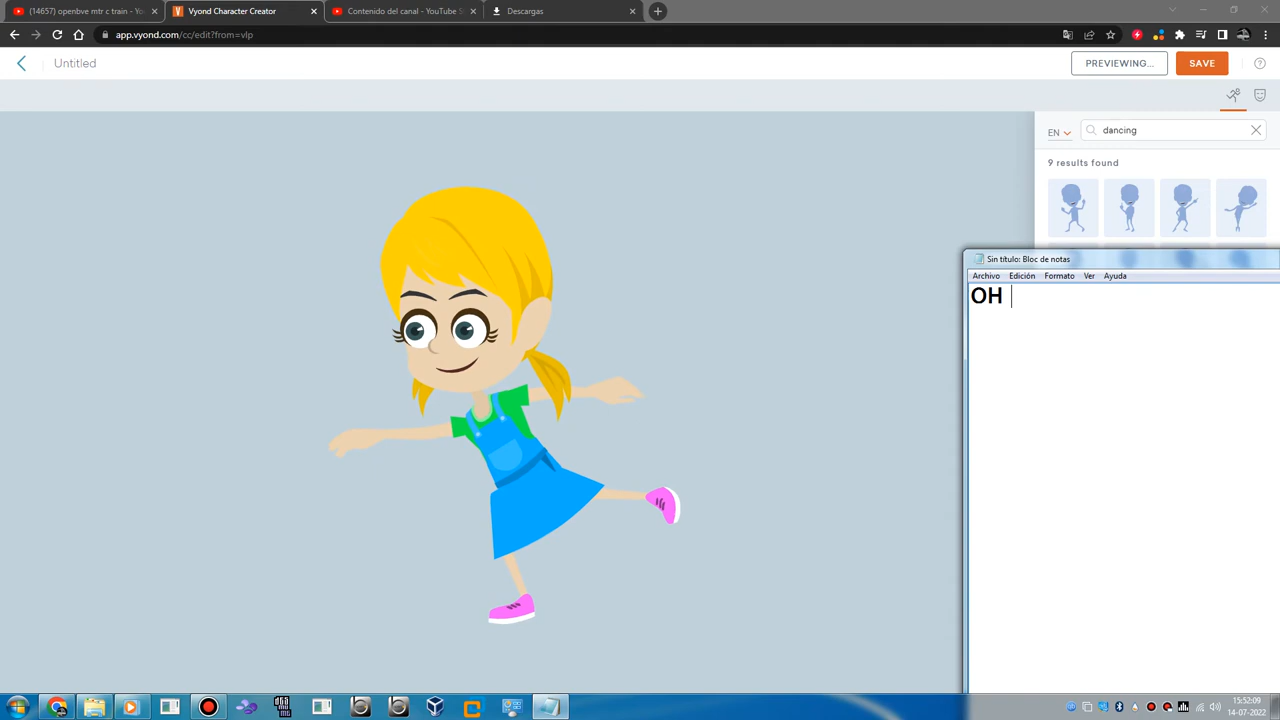 (14657) openbve mtr c train - Yo
Vyond Character Creator
Contenido del canal - YouTube S
Descargas
app.vyond.com/cc/edit?from=vlp
Untitled
PREVIEWING...
SAVE
EN
dancing
9 results found
Sin título: Bloc de notas
Archivo Edición Formato Ver Ayuda
OH
15:52:09
14-07-2022